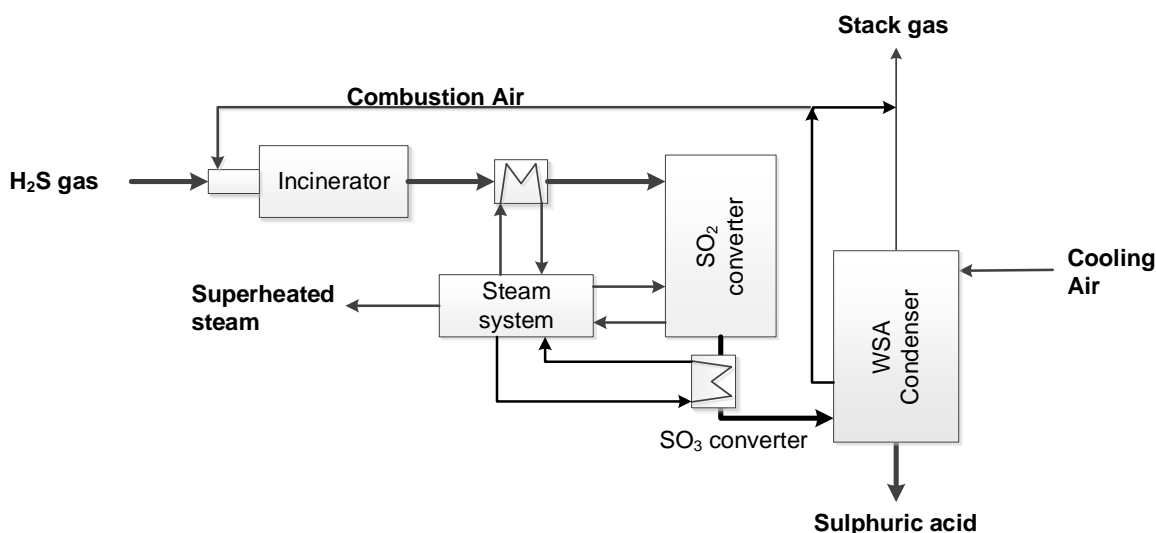 Stack gas
Combustion Air
H₂S gas
Incinerator
SO₂
converter
Cooling
Air
Superheated
steam
Steam
system
WSA
Condenser
SO₃ converter
Sulphuric acid